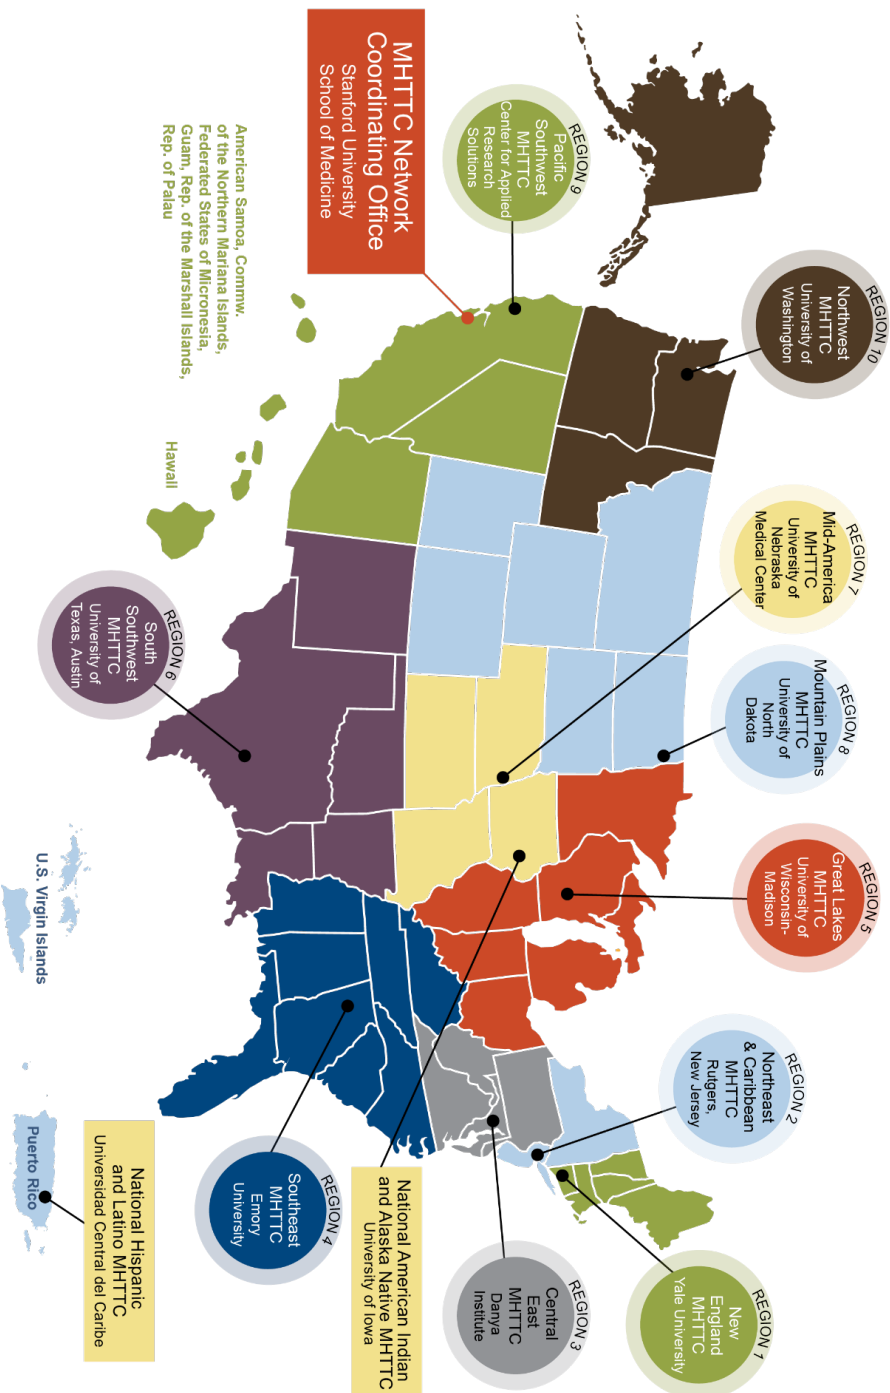 REGION 10
Northwest
MHTTC
University of
Washington
REGION 7
Mid-America
MHTTC
University of
Nebraska
Medical Center
REGION 8
Mountain Plains
MHTTC
University of
North
Dakota
REGION 5
Great Lakes
MHTTC
University of
Wisconsin-
Madison
REGION 2
Northeast
& Caribbean
MHTTC
Rutgers,
New Jersey
REGION 1
New
England
MHTTC
Yale University
REGION 9
Pacific
Southwest
MHTTC
Center for Applied
Research
Solutions
MHTTC Network
Coordinating Office
Stanford University
School of Medicine
American Samoa, Commw.
of the Northern Mariana Islands,
Federated States of Micronesia,
Guam, Rep. of the Marshall Islands,
Rep. of Palau
Hawaii
REGION 6
South
Southwest
MHTTC
University of
Texas, Austin
REGION 3
Central
East
MHTTC
Danya
Institute
National American Indian
and Alaska Native MHTTC
University of Iowa
REGION 4
Southeast
MHTTC
Emory
University
U.S. Virgin Islands
Puerto Rico
National Hispanic
and Latino MHTTC
Universidad Central del Caribe